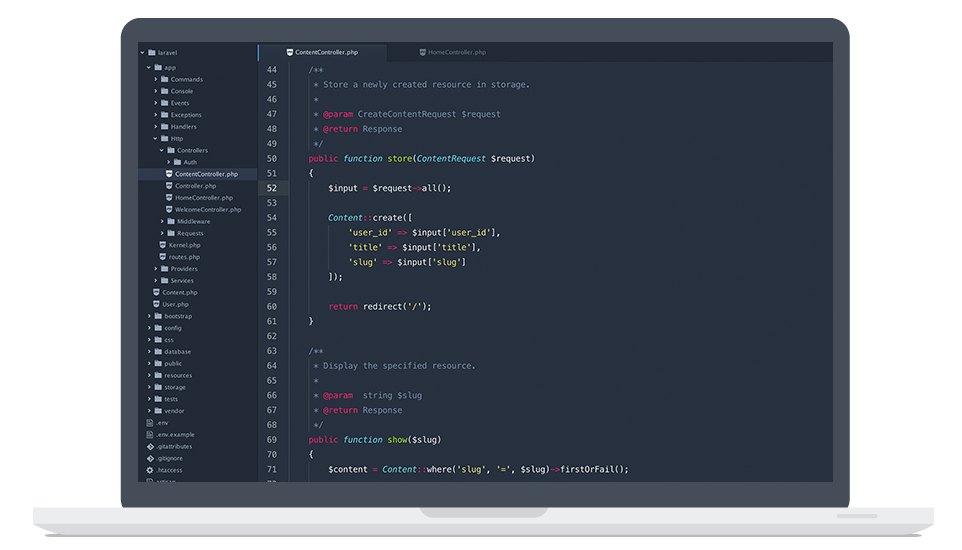 laravel
app
Commands
Console
Events
Exceptions
Handlers
Http
Controllers
Auth
ContentController.php
Controller.php
HomeController.php
WelcomeController.php
Middleware
Requests
Kernel.php
routes.php
Providers
Services
Content.php
User.php
bootstrap
config
css
database
public
resources
storage
tests
vendor
.env
.env.example
.gitattributes
.gitignore
.htaccess
ContentController.php HomeController.php
44 /**
45 * Store a newly created resource in storage.
46 *
47 * @param CreateContentRequest $request
48 * @return Response
49 */
50 public function store(ContentRequest $request)
51 {
52 $input = $request->all();
53
54 Content::create([
55 'user_id' => $input['user_id'],
56 'title' => $input['title'],
57 'slug' => $input['slug']
58 ]);
59
60 return redirect('/');
61 }
62
63 /**
64 * Display the specified resource.
65 *
66 * @param  string $slug
67 * @return Response
68 */
69 public function show($slug)
70 {
71 $content = Content::where('slug', '=', $slug)->firstOrFail();